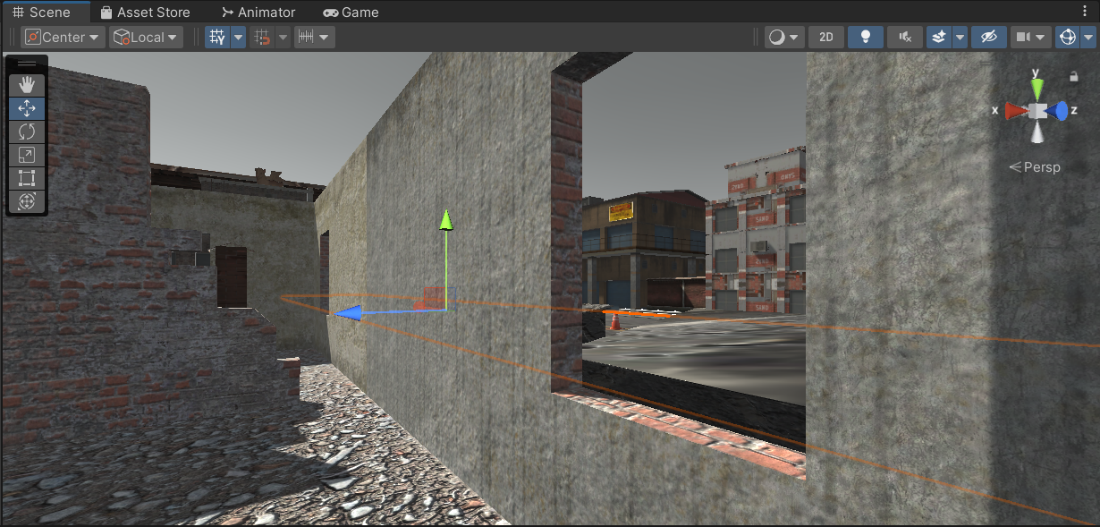 Scene
Asset Store
Animator
Game
Center
Local
2D
y
x
z
Persp